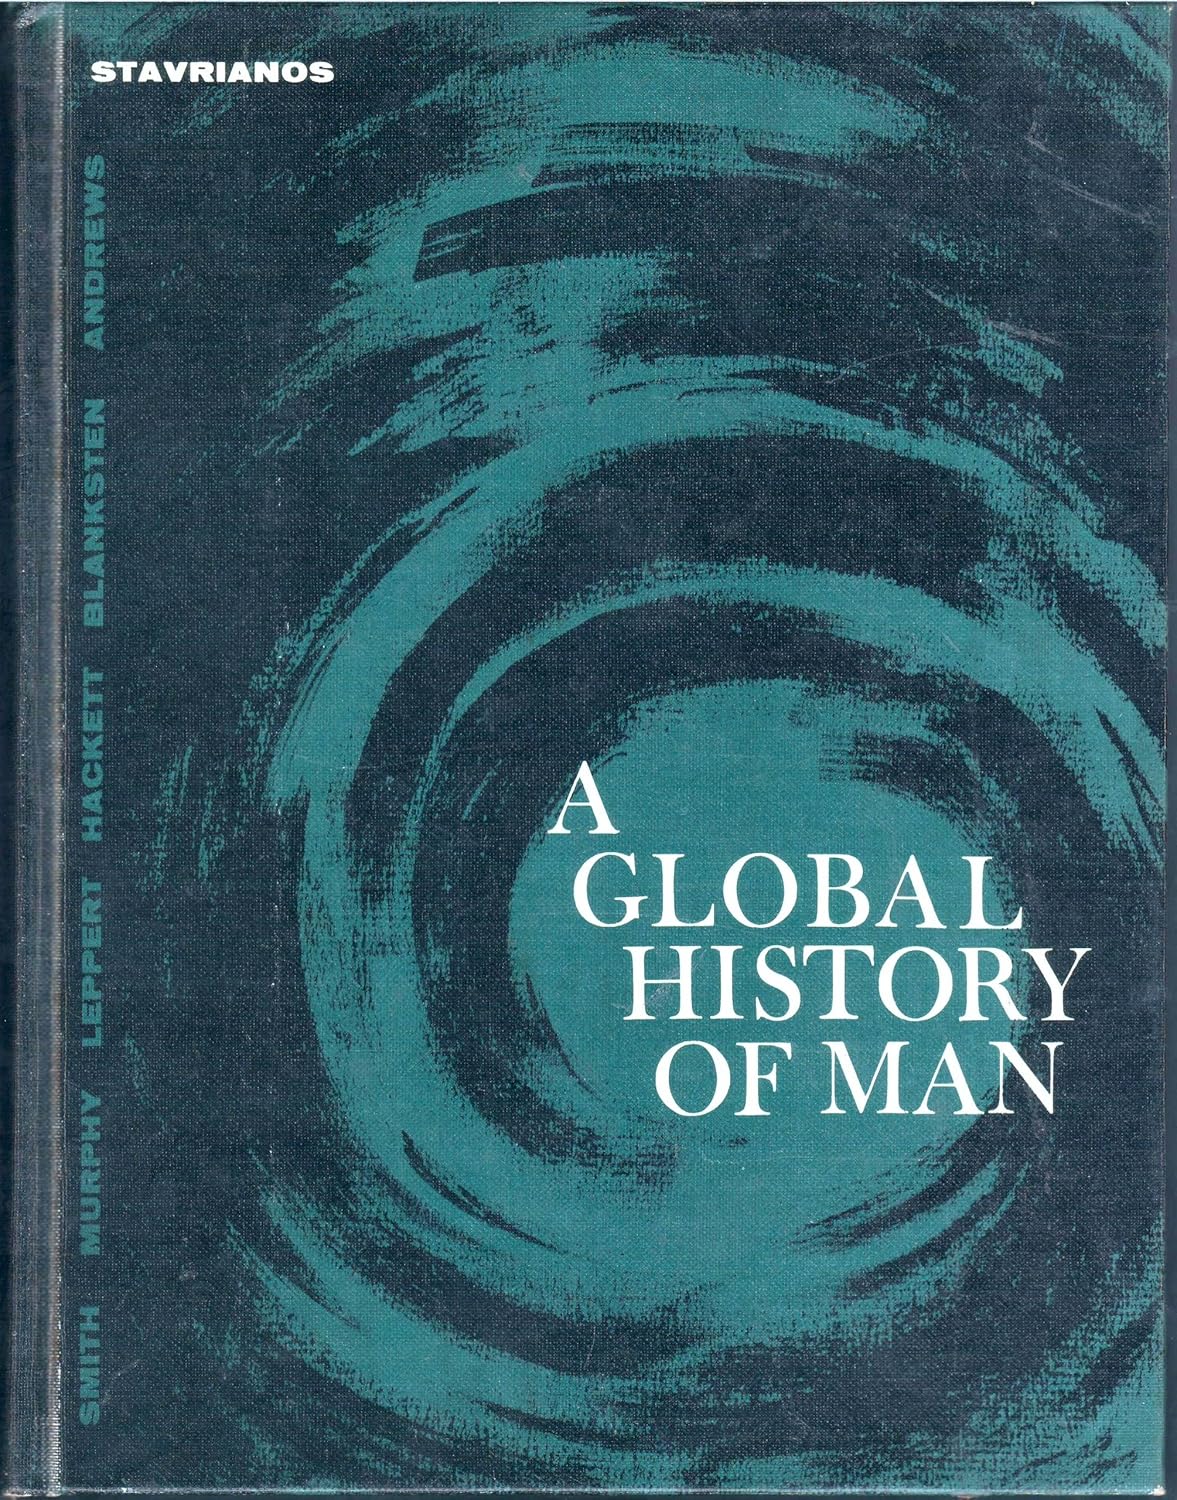 STAVRIANOS
SMITH MURPHY LEPPERT HACKETT BLANKSTEN ANDREWS
A
GLOBAL
HISTORY
OF MAN